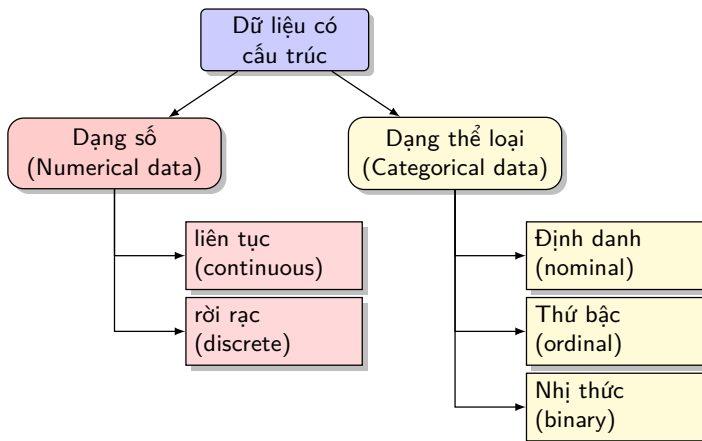 Dữ liệu có
cấu trúc
Dạng số
(Numerical data)
Dạng thể loại
(Categorical data)
liên tục
(continuous)
rời rạc
(discrete)
Định danh
(nominal)
Thứ bậc
(ordinal)
Nhị thức
(binary)